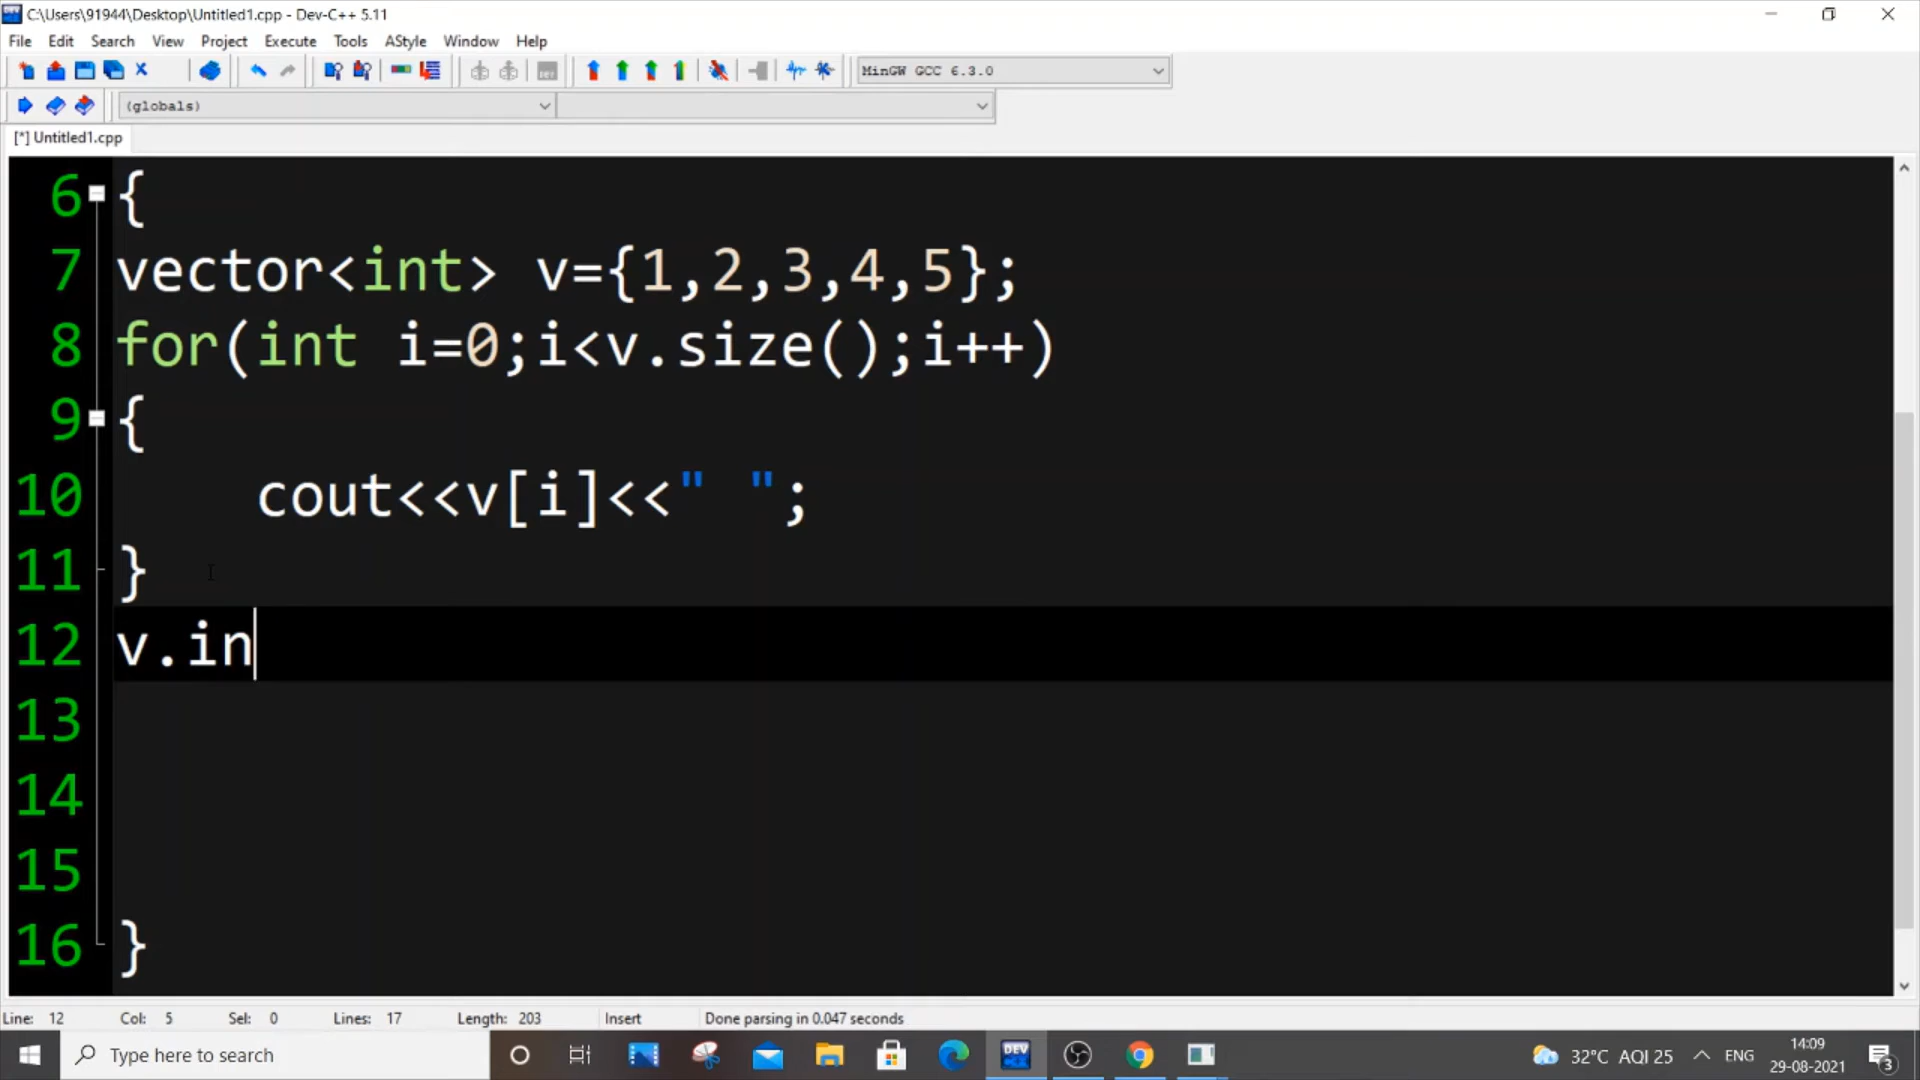 C:\Users\91944\Desktop\Untitled1.cpp - Dev-C++ 5.11
File Edit Search View Project Execute Tools AStyle Window Help
MinGW GCC 6.3.0
(globals)
[*] Untitled1.cpp
6 {
7 vector<int> v={1,2,3,4,5};
8 for(int i=0;i<v.size();i++)
9 {
10 cout<<v[i]<<" ";
11 }
12 v.in
13
14
15
16 }
Line: 12 Col: 5 Sel: 0 Lines: 17 Length: 203 Insert Done parsing in 0.047 seconds
Type here to search
DEV
32°C AQI 25
ENG
14:09
29-08-2021
3